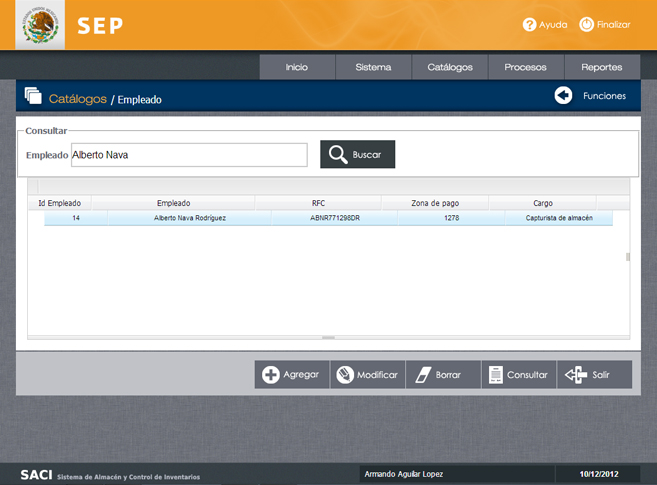 SEP
Ayuda Finalizar
Inicio Sistema Catálogos Procesos Reportes
Catálogos / Empleado Funciones
Consultar
Empleado Alberto Nava Buscar
Id Empleado Empleado RFC Zona de pago Cargo
14 Alberto Nava Rodríguez ABNR771298DR 1278 Capturista de almacén
Agregar Modificar Borrar Consultar Salir
SACI Sistema de Almacén y Control de Inventarios Armando Aguilar Lopez 10/12/2012